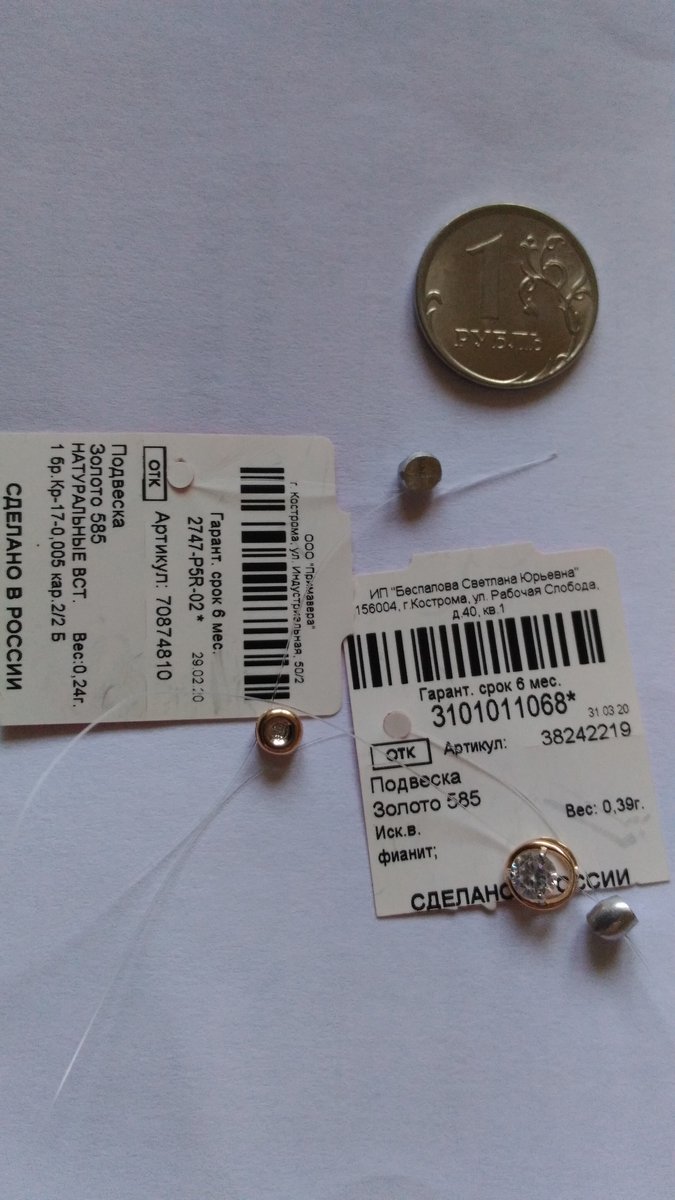 1
РУБЛЬ
ООО "Примавера"
г. Кострома, ул. Индустриальная, 50/2
Гарант. срок 6 мес.
2747-P5R-02*
29.02.20
ОТК
Артикул: 70874810
Подвеска
Золото 585
НАТУРАЛЬНЫЕ ВСТ. Вес:0,24г.
1 бр.Кр-17-0,005 кар.2/2 Б
СДЕЛАНО В РОССИИ
ИП "Беспалова Светлана Юрьевна"
156004, г.Кострома, ул. Рабочая Слобода,
д.40, кв.1
Гарант. срок 6 мес.
3101011068*
31.03.20
ОТК
Артикул: 38242219
Подвеска
Золото 585
Вес: 0,39г.
Иск.в.
фианит;
СДЕЛАНО РОССИИ